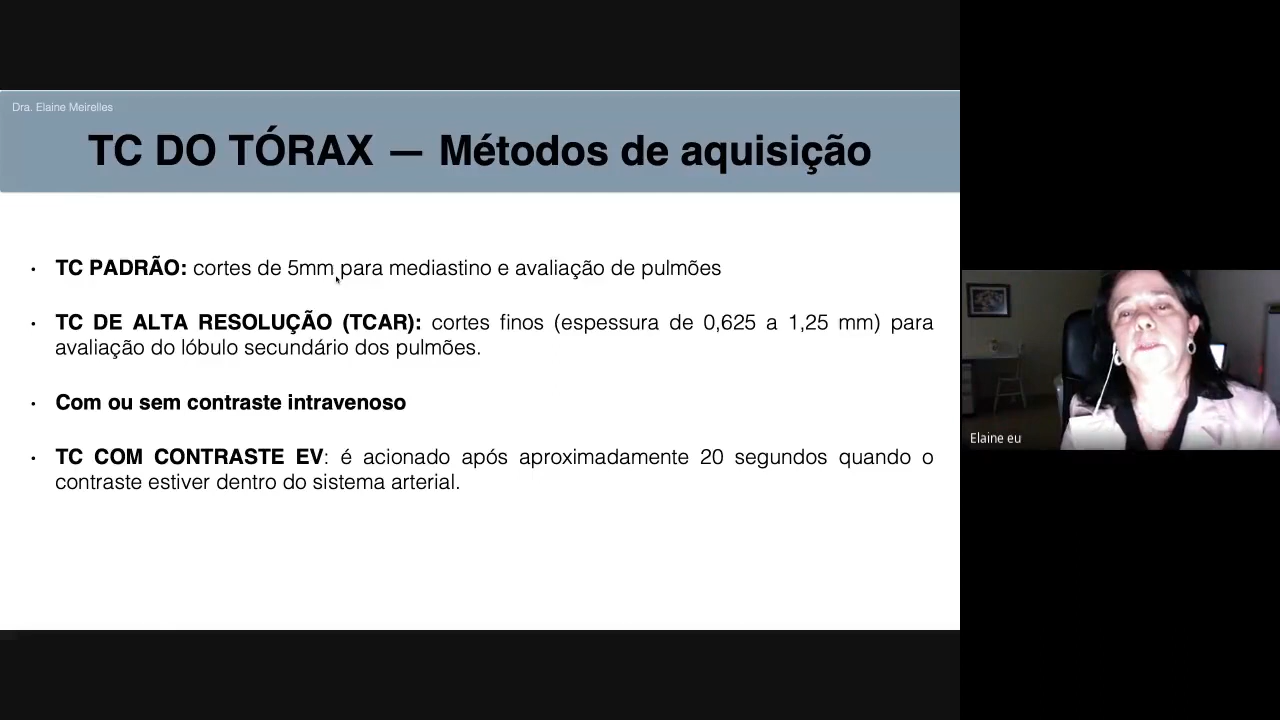 Dra. Elaine Meirelles
TC DO TÓRAX — Métodos de aquisição
• TC PADRÃO: cortes de 5mm para mediastino e avaliação de pulmões
• TC DE ALTA RESOLUÇÃO (TCAR): cortes finos (espessura de 0,625 a 1,25 mm) para
avaliação do lóbulo secundário dos pulmões.
• Com ou sem contraste intravenoso
• TC COM CONTRASTE EV: é acionado após aproximadamente 20 segundos quando o
contraste estiver dentro do sistema arterial.
Elaine eu